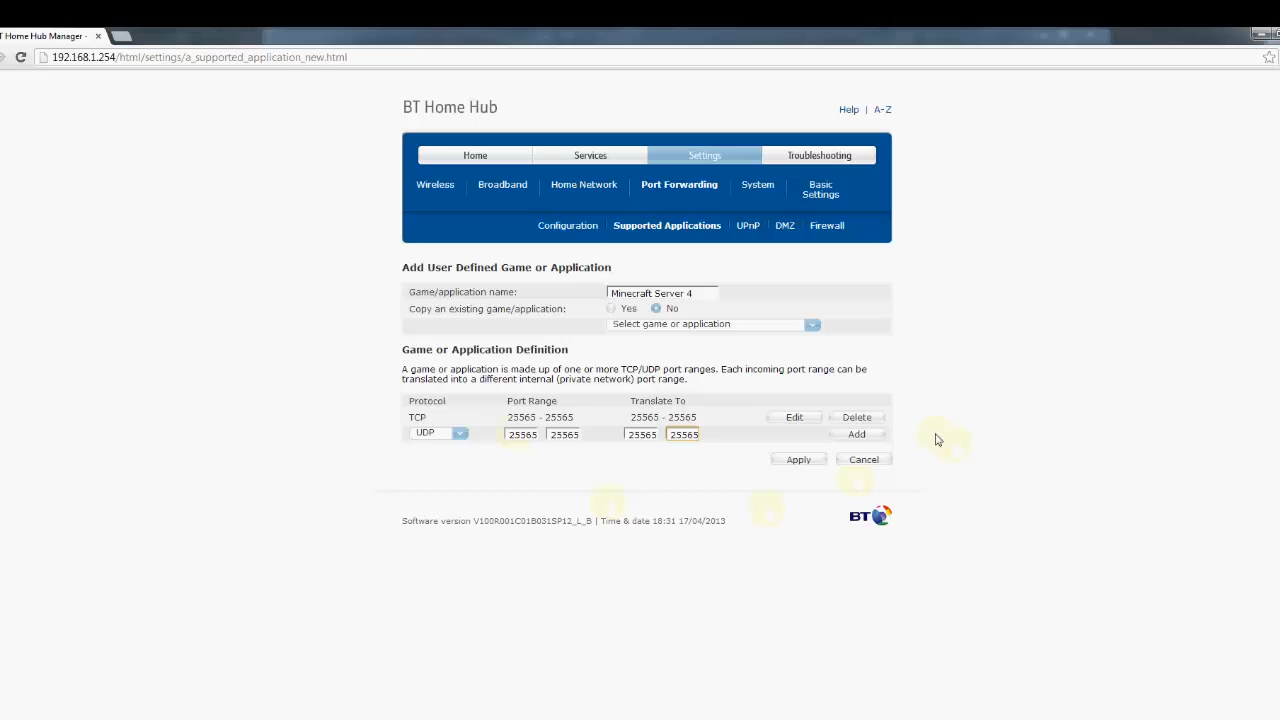 T Home Hub Manager -
192.168.1.254/html/settings/a_supported_application_new.html
BT Home Hub
Help | A-Z
Home Services Settings Troubleshooting
Wireless Broadband Home Network Port Forwarding System Basic Settings
Configuration Supported Applications UPnP DMZ Firewall
Add User Defined Game or Application
Game/application name: Minecraft Server 4
Copy an existing game/application: Yes No
Select game or application
Game or Application Definition
A game or application is made up of one or more TCP/UDP port ranges. Each incoming port range can be
translated into a different internal (private network) port range.
Protocol Port Range Translate To
TCP 25565 - 25565 25565 - 25565 Edit Delete
UDP 25565 25565 25565 25565 Add
Apply Cancel
Software version V100R001C01B031SP12_L_B | Time & date 18:31 17/04/2013
BT